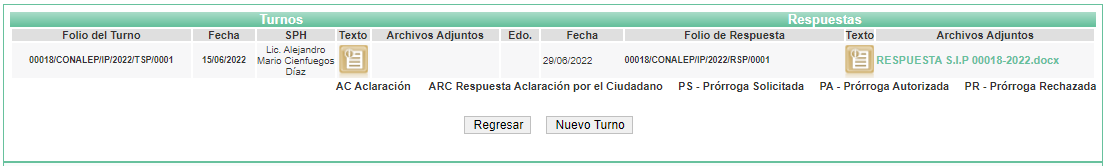 Turnos Respuestas
Folio del Turno Fecha SPH Texto Archivos Adjuntos Edo. Fecha Folio de Respuesta Texto Archivos Adjuntos
00018/CONALEP/IP/2022/TSP/0001 15/06/2022 Lic. Alejandro Mario Cienfuegos Díaz 29/06/2022 00018/CONALEP/IP/2022/RSP/0001 RESPUESTA S.I.P 00018-2022.docx
AC Aclaración ARC Respuesta Aclaración por el Ciudadano PS - Prórroga Solicitada PA - Prórroga Autorizada PR - Prórroga Rechazada
Regresar Nuevo Turno